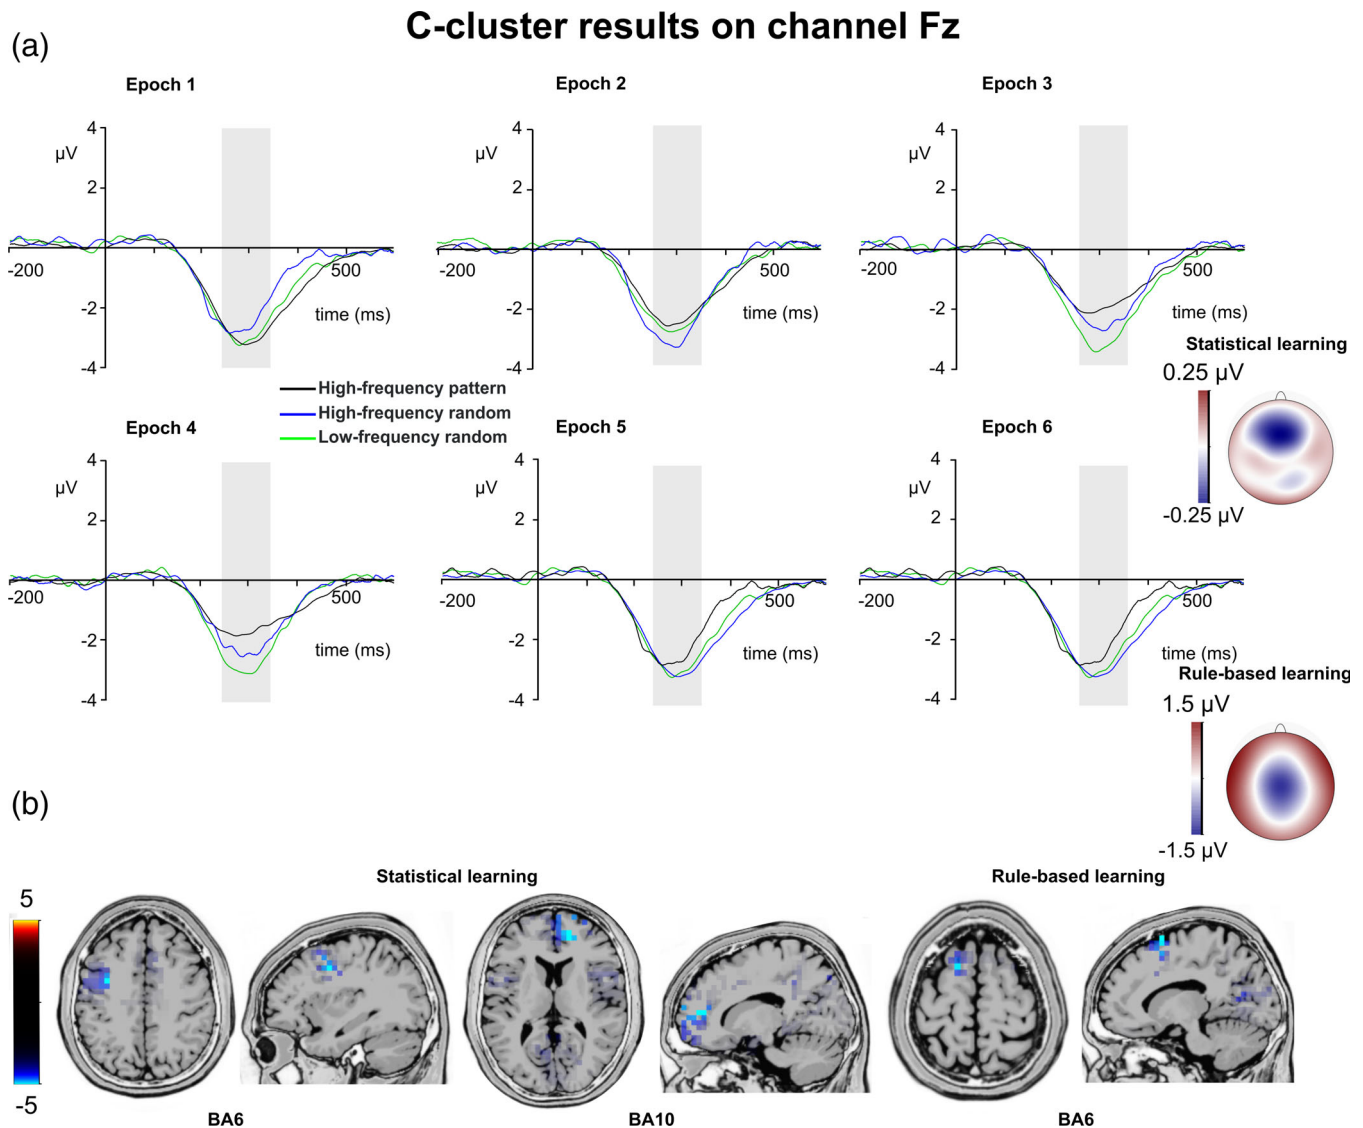 C-cluster results on channel Fz
(a)
Epoch 1
Epoch 2
Epoch 3
4
µV
2
-200
500
-2
time (ms)
-4
4
µV
2
-200
500
-2
time (ms)
-4
4
µV
2
-200
500
-2
time (ms)
-4
Statistical learning
0.25 µV
-0.25 µV
High-frequency pattern
High-frequency random
Low-frequency random
Epoch 4
Epoch 5
Epoch 6
4
µV
2
-200
500
-2
time (ms)
-4
4
µV
2
-200
500
-2
time (ms)
-4
4
µV
2
-200
500
-2
time (ms)
-4
Rule-based learning
1.5 µV
-1.5 µV
(b)
Statistical learning
Rule-based learning
5
-5
BA6
BA10
BA6